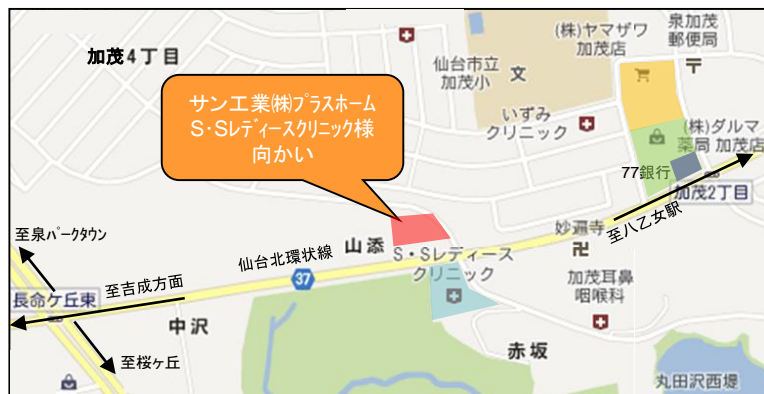 加茂4丁目
(株)ヤマザワ
加茂店
泉加茂
郵便局
仙台市立
加茂小
文
サン工業㈱プラスホーム
S・Sレディースクリニック様
向かい
いずみ
クリニック
(株)ダルマ
薬局 加茂店
77銀行
加茂2丁目
至八乙女駅
妙遍寺
至泉パークタウン
山添
仙台北環状線
37
S・Sレディース
クリニック
至吉成方面
長命ケ丘東
加茂耳鼻
咽喉科
中沢
赤坂
至桜ヶ丘
丸田沢西堤